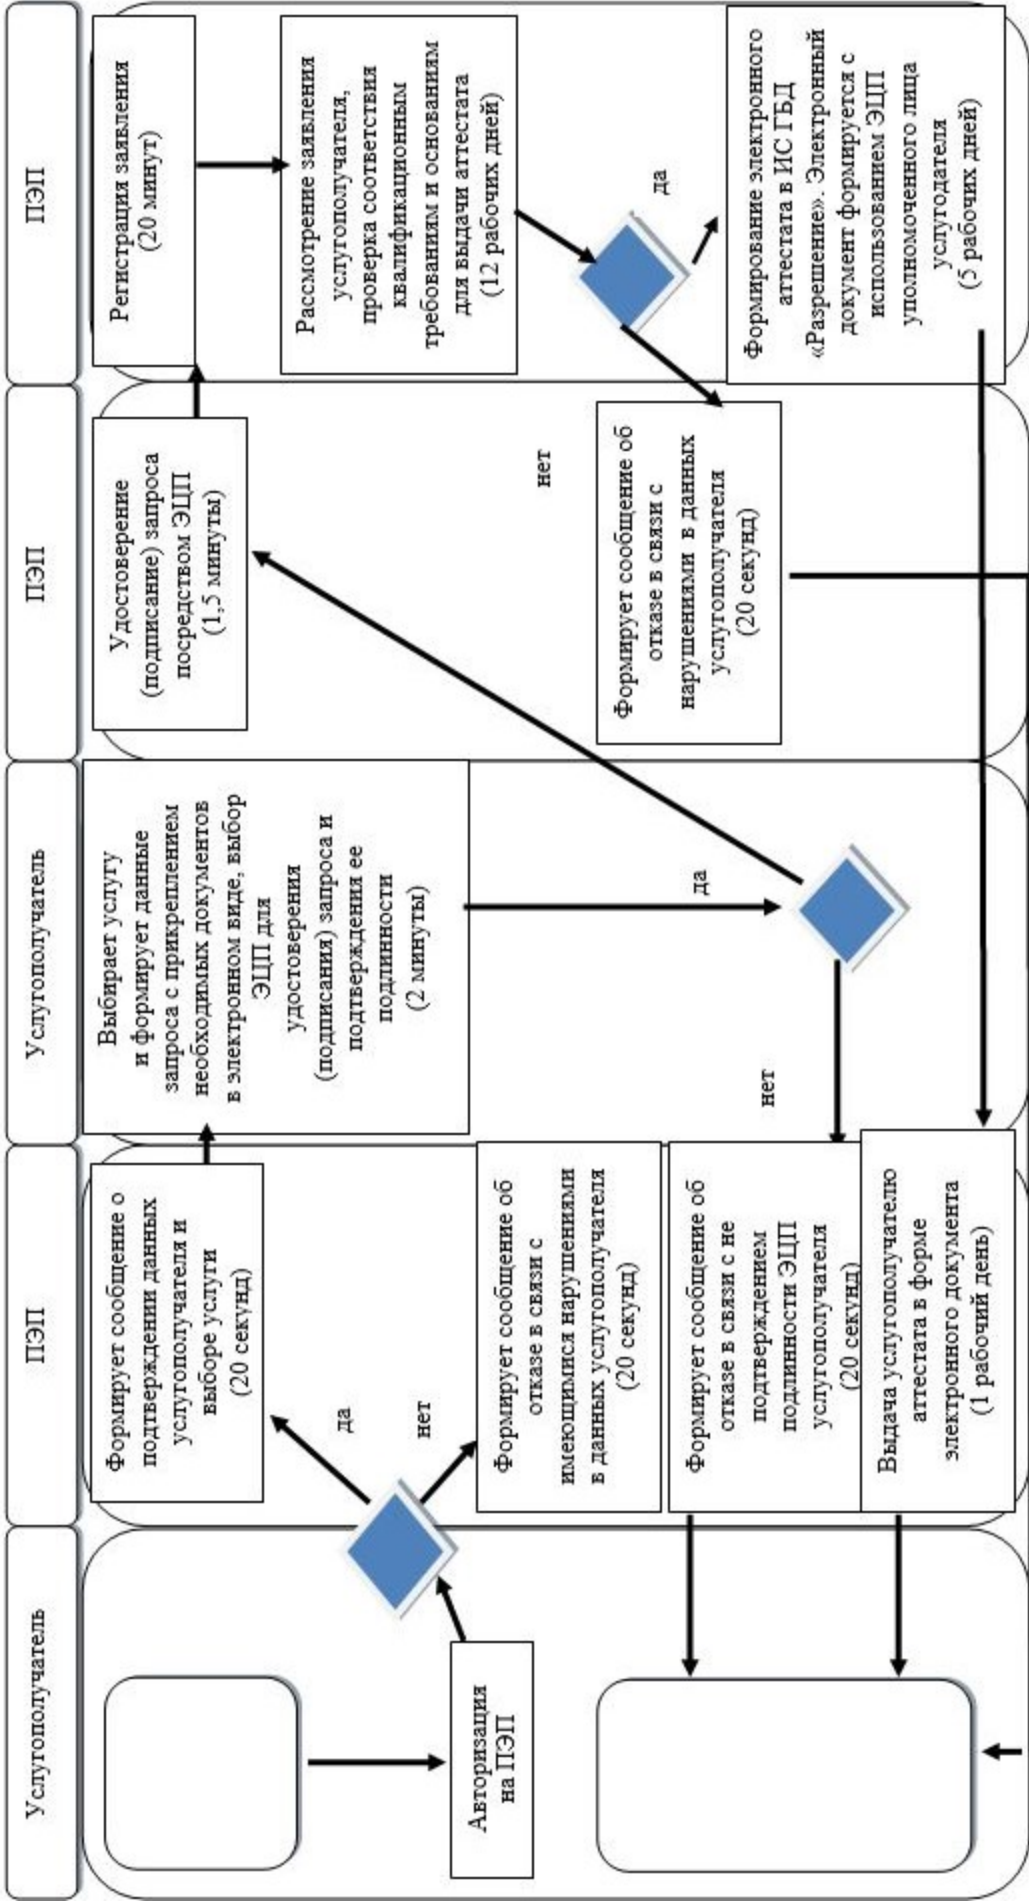 Услугополучатель
ПЭП
Услугополучатель
ПЭП
ПЭП
Авторизация
на ПЭП
да
нет
Формирует сообщение о
подтверждении данных
услугополучателя и
выборе услуги
(20 секунд)
Формирует сообщение об
отказе в связи с
имеющимися нарушениями
в данных услугополучателя
(20 секунд)
Формирует сообщение об
отказе в связи с не
подтверждением
подлинности ЭЦП
услугополучателя
(20 секунд)
Выдача услугополучателю
аттестата в форме
электронного документа
(1 рабочий день)
Выбирает услугу
и формирует данные
запроса с прикреплением
необходимых документов
в электронном виде, выбор
ЭЦП для
удостоверения
(подписания) запроса и
подтверждения ее
подлинности
(2 минуты)
да
нет
Удостоверение
(подписание) запроса
посредством ЭЦП
(1,5 минуты)
нет
Формирует сообщение об
отказе в связи с
нарушениями в данных
услугополучателя
(20 секунд)
Регистрация заявления
(20 минут)
Рассмотрение заявления
услугополучателя,
проверка соответствия
квалификационным
требованиям и основаниям
для выдачи аттестата
(12 рабочих дней)
да
Формирование электронного
аттестата в ИС ГБД
«Разрешение». Электронный
документ формируется с
использованием ЭЦП
уполномоченного лица
услугодателя
(5 рабочих дней)